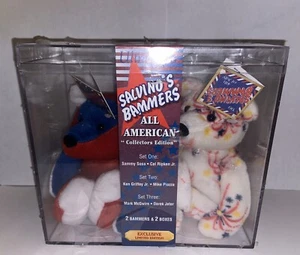 SALVINO'S
BAMMERS
ALL
AMERICAN
"Collectors Edition"
Set One:
Sammy Sosa • Cal Ripken Jr.
Set Two:
Ken Griffey Jr. • Mike Piazza
Set Three:
Mark McGwire • Derek Jeter
2 BAMMERS & 2 BOXES
EXCLUSIVE
LIMITED EDITION